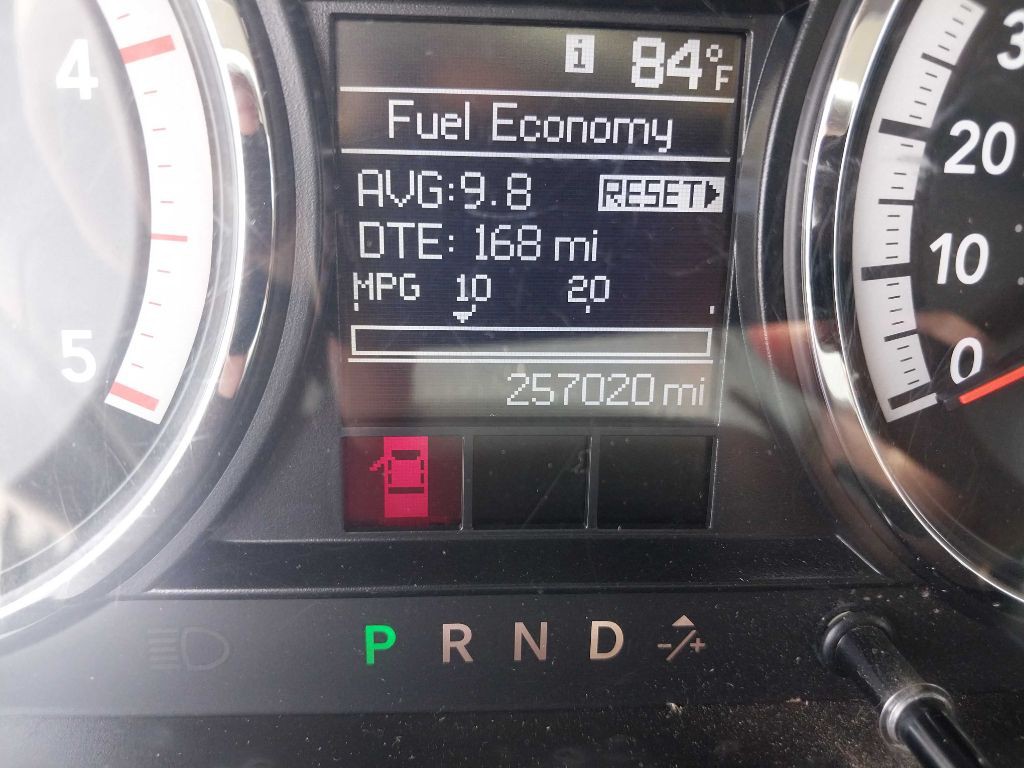 4
5
i 84°F
Fuel Economy
AVG:9.8 RESET
DTE: 168 mi
MPG 10 20
257020 mi
20
10
0
P R N D -/+